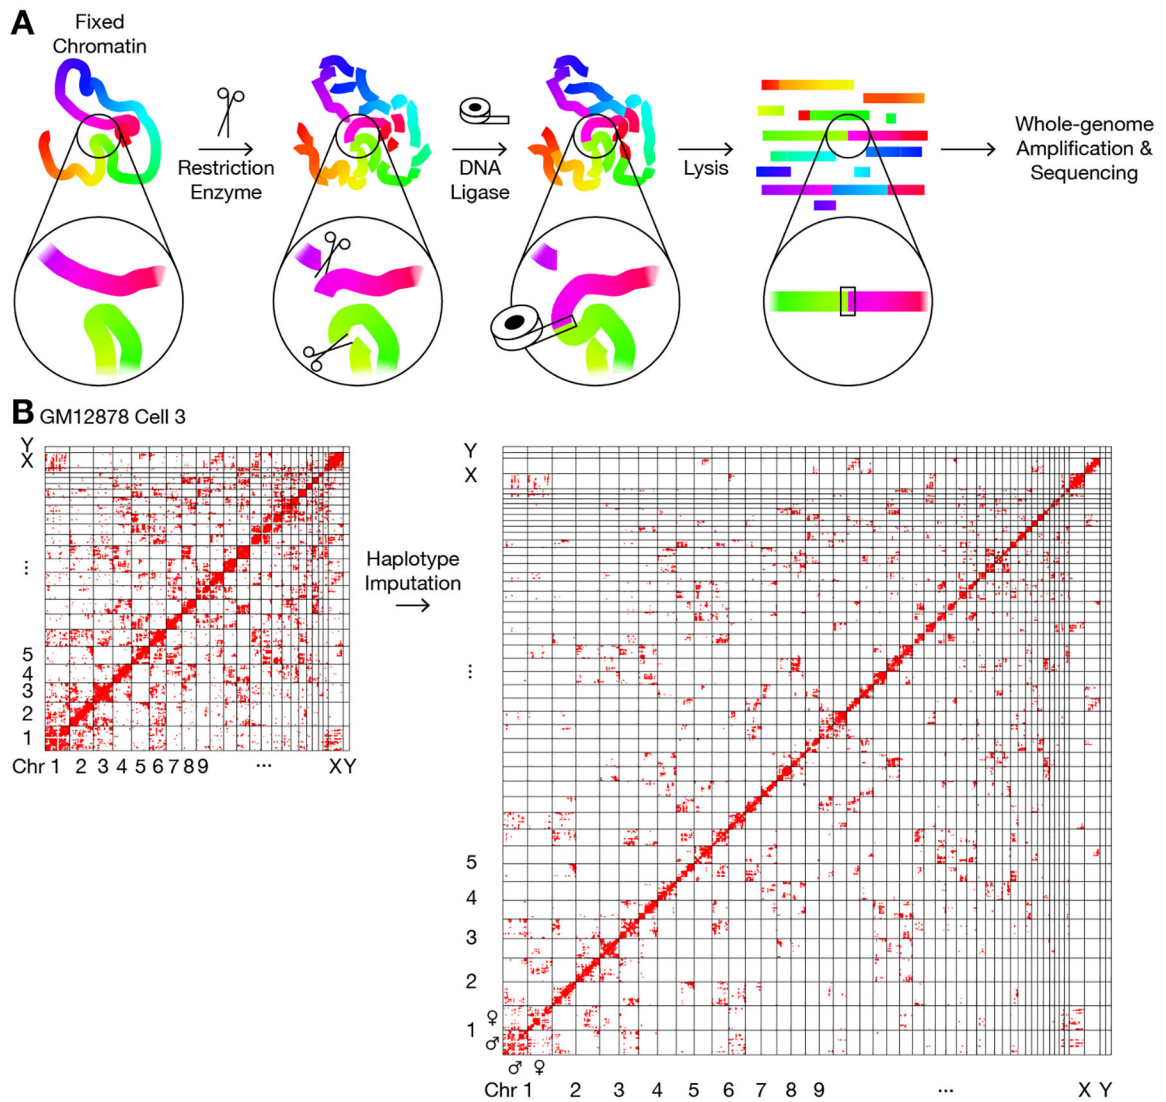 A
Fixed
Chromatin
Restriction
Enzyme
DNA
Ligase
Lysis
Whole-genome
Amplification &
Sequencing
B GM12878 Cell 3
Y
X
...
5
4
3
2
1
Chr 1 2 3 4 5 6 7 8 9 ... X Y
Haplotype
Imputation
Y
X
...
5
4
3
2
1
♀
♂
♂ ♀
Chr 1 2 3 4 5 6 7 8 9 ... X Y